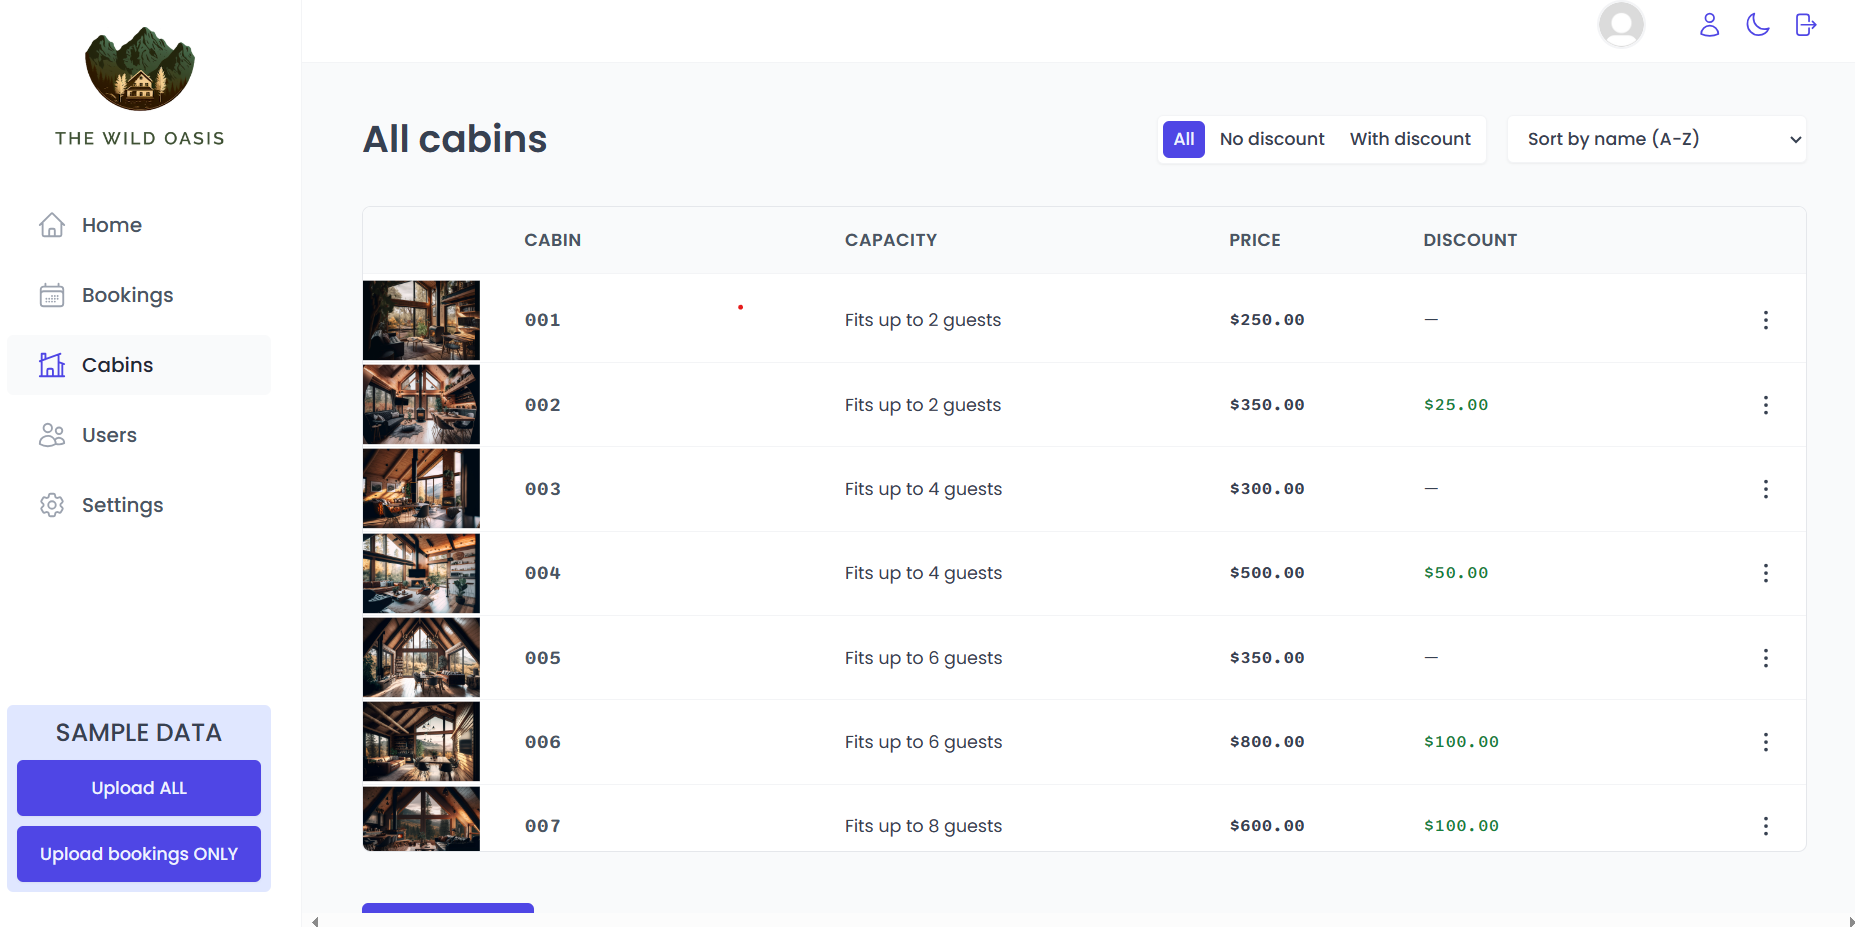 THE WILD OASIS
Home
Bookings
Cabins
Users
Settings
SAMPLE DATA
Upload ALL
Upload bookings ONLY
All cabins
All No discount With discount
Sort by name (A-Z)
CABIN CAPACITY PRICE DISCOUNT
001 Fits up to 2 guests $250.00 —
002 Fits up to 2 guests $350.00 $25.00
003 Fits up to 4 guests $300.00 —
004 Fits up to 4 guests $500.00 $50.00
005 Fits up to 6 guests $350.00 —
006 Fits up to 6 guests $800.00 $100.00
007 Fits up to 8 guests $600.00 $100.00